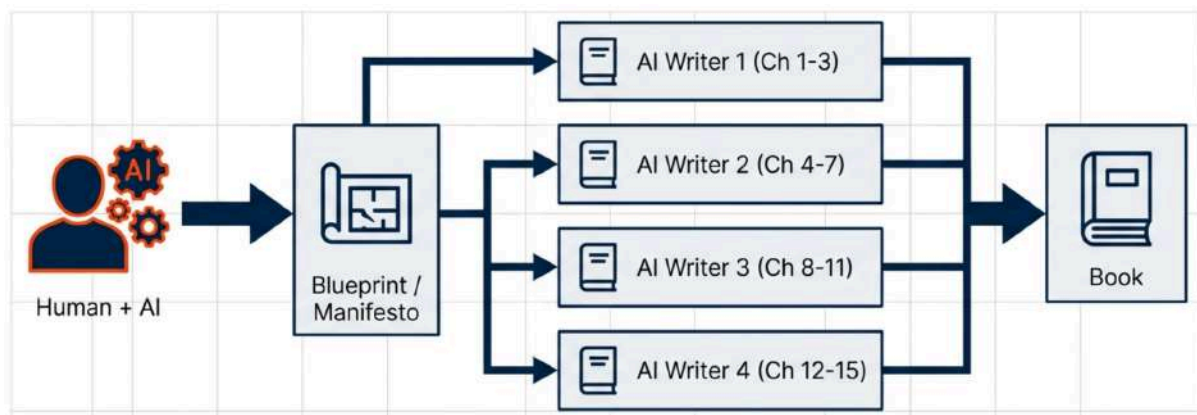 AI
Human + AI
Blueprint /
Manifesto
AI Writer 1 (Ch 1-3)
AI Writer 2 (Ch 4-7)
AI Writer 3 (Ch 8-11)
AI Writer 4 (Ch 12-15)
Book